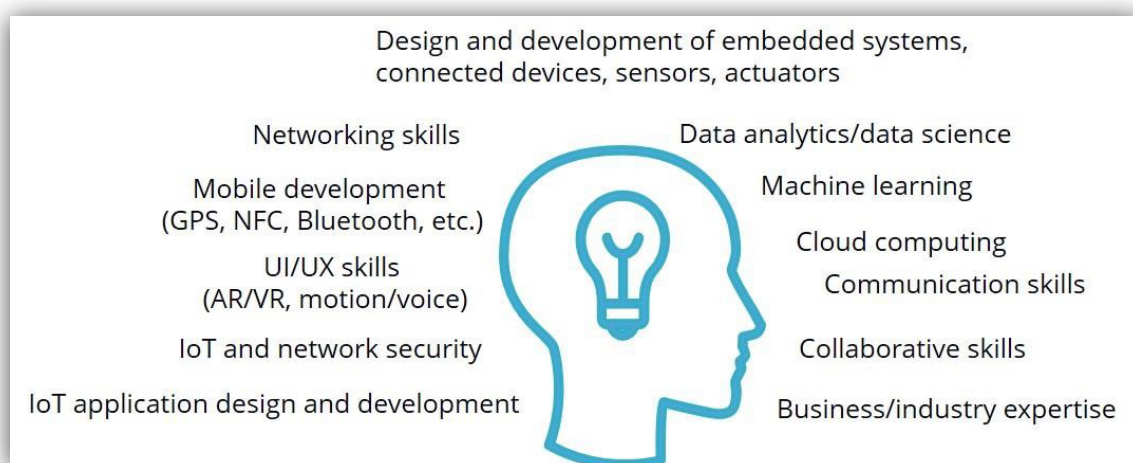 Design and development of embedded systems,
connected devices, sensors, actuators
Networking skills
Data analytics/data science
Mobile development
(GPS, NFC, Bluetooth, etc.)
Machine learning
UI/UX skills
(AR/VR, motion/voice)
Cloud computing
Communication skills
IoT and network security
Collaborative skills
IoT application design and development
Business/industry expertise